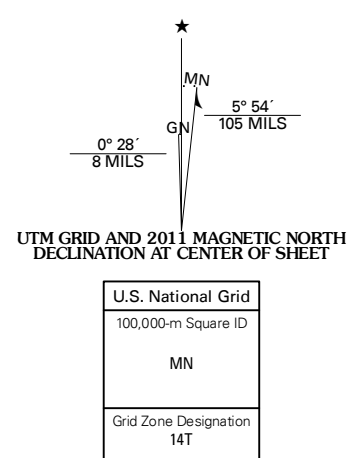 ★
MN
GN
5° 54´
105 MILS
0° 28´
8 MILS
UTM GRID AND 2011 MAGNETIC NORTH
DECLINATION AT CENTER OF SHEET
U.S. National Grid
100,000-m Square ID
MN
Grid Zone Designation
14T